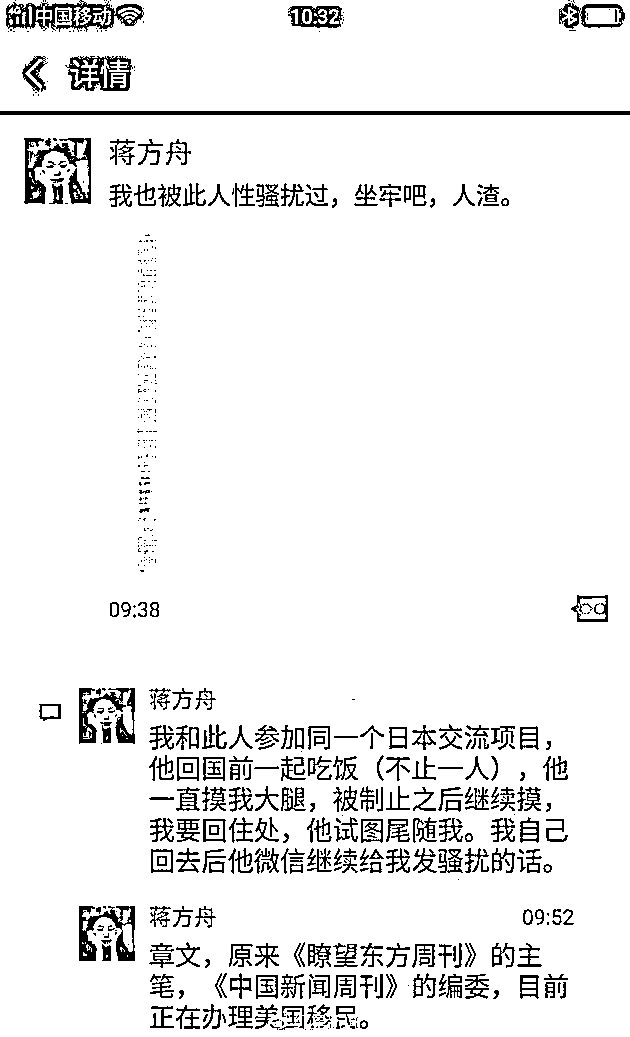 中国移动
10:32
详情
蒋方舟
我也被此人性骚扰过，坐牢吧，人渣。
09:38
蒋方舟
我和此人参加同一个日本交流项目，
他回国前一起吃饭（不止一人），他
一直摸我大腿，被制止之后继续摸，
我要回住处，他试图尾随我。我自己
回去后他微信继续给我发骚扰的话。
蒋方舟 09:52
章文，原来《瞭望东方周刊》的主
笔，《中国新闻周刊》的编委，目前
正在办理美国移民。